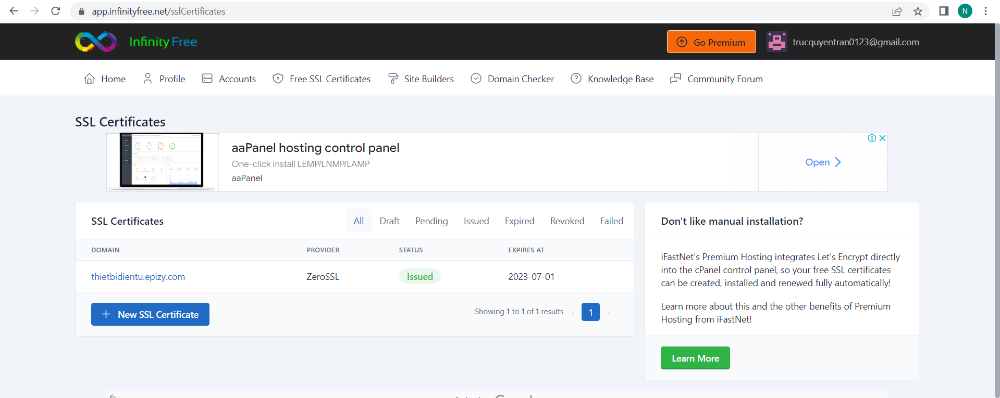 app.infinityfree.net/sslCertificates
N
Infinity Free
Go Premium
trucquyentran0123@gmail.com
Home
Profile
Accounts
Free SSL Certificates
Site Builders
Domain Checker
Knowledge Base
Community Forum
SSL Certificates
aaPanel hosting control panel
One-click install LEMP/LNMP/LAMP
aaPanel
Open
SSL Certificates
All
Draft
Pending
Issued
Expired
Revoked
Failed
DOMAIN
PROVIDER
STATUS
EXPIRES AT
thietbidientu.epizy.com
ZeroSSL
Issued
2023-07-01
New SSL Certificate
Showing 1 to 1 of 1 results
‹
1
›
Don't like manual installation?
iFastNet's Premium Hosting integrates Let's Encrypt directly
into the cPanel control panel, so your free SSL certificates
can be created, installed and renewed fully automatically!
Learn more about this and the other benefits of Premium
Hosting from iFastNet!
Learn More